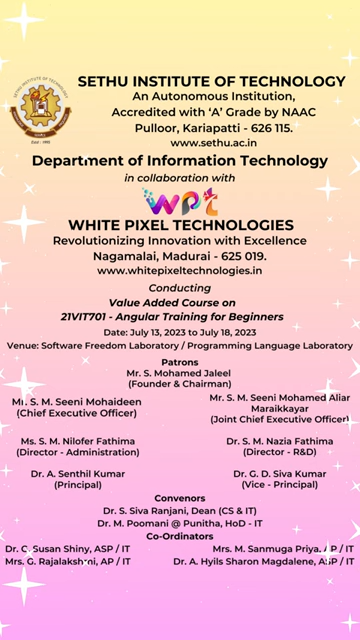 SETHU INSTITUTE OF TECHNOLOGY
An Autonomous Institution,
Accredited with ‘A’ Grade by NAAC
Pulloor, Kariapatti - 626 115.
www.sethu.ac.in
SETHU INSTITUTE OF TECHNOLOGY
Estd - 1995
Department of Information Technology
in collaboration with
wpt
WHITE PIXEL TECHNOLOGIES
Revolutionizing Innovation with Excellence
Nagamalai, Madurai - 625 019.
www.whitepixeltechnologies.in
Conducting
Value Added Course on
21VIT701 - Angular Training for Beginners
Date: July 13, 2023 to July 18, 2023
Venue: Software Freedom Laboratory / Programming Language Laboratory
Patrons
Mr. S. Mohamed Jaleel
(Founder & Chairman)
Mr. S. M. Seeni Mohaideen
(Chief Executive Officer)
Mr. S. M. Seeni Mohamed Aliar
Maraikkayar
(Joint Chief Executive Officer)
Ms. S. M. Nilofer Fathima
(Director - Administration)
Dr. S. M. Nazia Fathima
(Director - R&D)
Dr. A. Senthil Kumar
(Principal)
Dr. G. D. Siva Kumar
(Vice - Principal)
Convenors
Dr. S. Siva Ranjani, Dean (CS & IT)
Dr. M. Poomani @ Punitha, HoD - IT
Co-Ordinators
Dr. C. Susan Shiny, ASP / IT
Mrs. M. Sanmuga Priya, AP / IT
Mrs. G. Rajalakshmi, AP / IT
Dr. A. Hyils Sharon Magdalene, ASP / IT